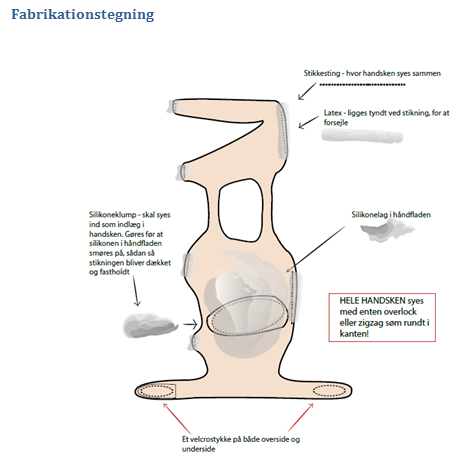 Fabrikationstegning
Stikkesting - hvor handsken syes sammen
Latex - ligges tyndt ved stikning, for at
forsejle
Silikoneklump - skal syes
ind som indlæg i
handsken. Gøres før at
silikonen i håndfladen
smøres på, sådan så
stikningen bliver dækket
og fastholdt
Silikonelag i håndfladen
HELE HANDSKEN syes
med enten overlock
eller zigzag søm rundt i
kanten!
Et velcrostykke på både overside og
underside